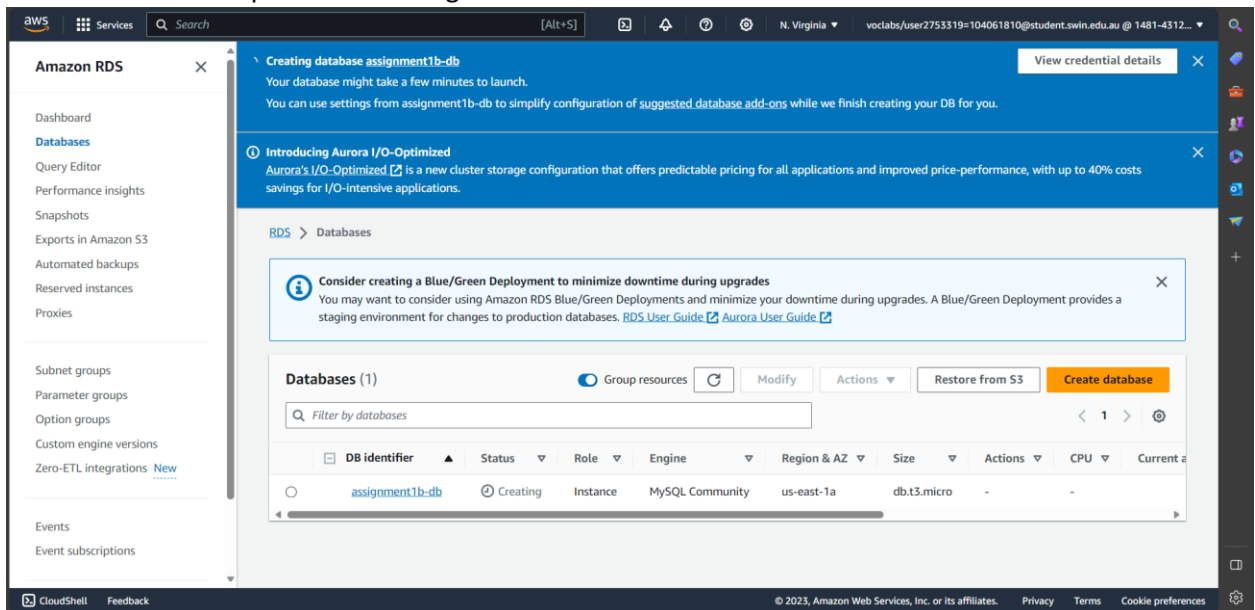 aws Services Search [Alt+S] N. Virginia voclabs/user2753319=104061810@student.swin.edu.au @ 1481-4312...
Amazon RDS
Dashboard
Databases
Query Editor
Performance insights
Snapshots
Exports in Amazon S3
Automated backups
Reserved instances
Proxies
Subnet groups
Parameter groups
Option groups
Custom engine versions
Zero-ETL integrations New
Events
Event subscriptions
Creating database assignment1b-db
View credential details
Your database might take a few minutes to launch.
You can use settings from assignment1b-db to simplify configuration of suggested database add-ons while we finish creating your DB for you.
Introducing Aurora I/O-Optimized
Aurora's I/O-Optimized is a new cluster storage configuration that offers predictable pricing for all applications and improved price-performance, with up to 40% costs
savings for I/O-intensive applications.
RDS > Databases
Consider creating a Blue/Green Deployment to minimize downtime during upgrades
You may want to consider using Amazon RDS Blue/Green Deployments and minimize your downtime during upgrades. A Blue/Green Deployment provides a
staging environment for changes to production databases. RDS User Guide Aurora User Guide
Databases (1) Group resources Modify Actions Restore from S3 Create database
Filter by databases < 1 >
DB identifier Status Role Engine Region & AZ Size Actions CPU Current a
assignment1b-db Creating Instance MySQL Community us-east-1a db.t3.micro - -
CloudShell Feedback © 2023, Amazon Web Services, Inc. or its affiliates. Privacy Terms Cookie preferences